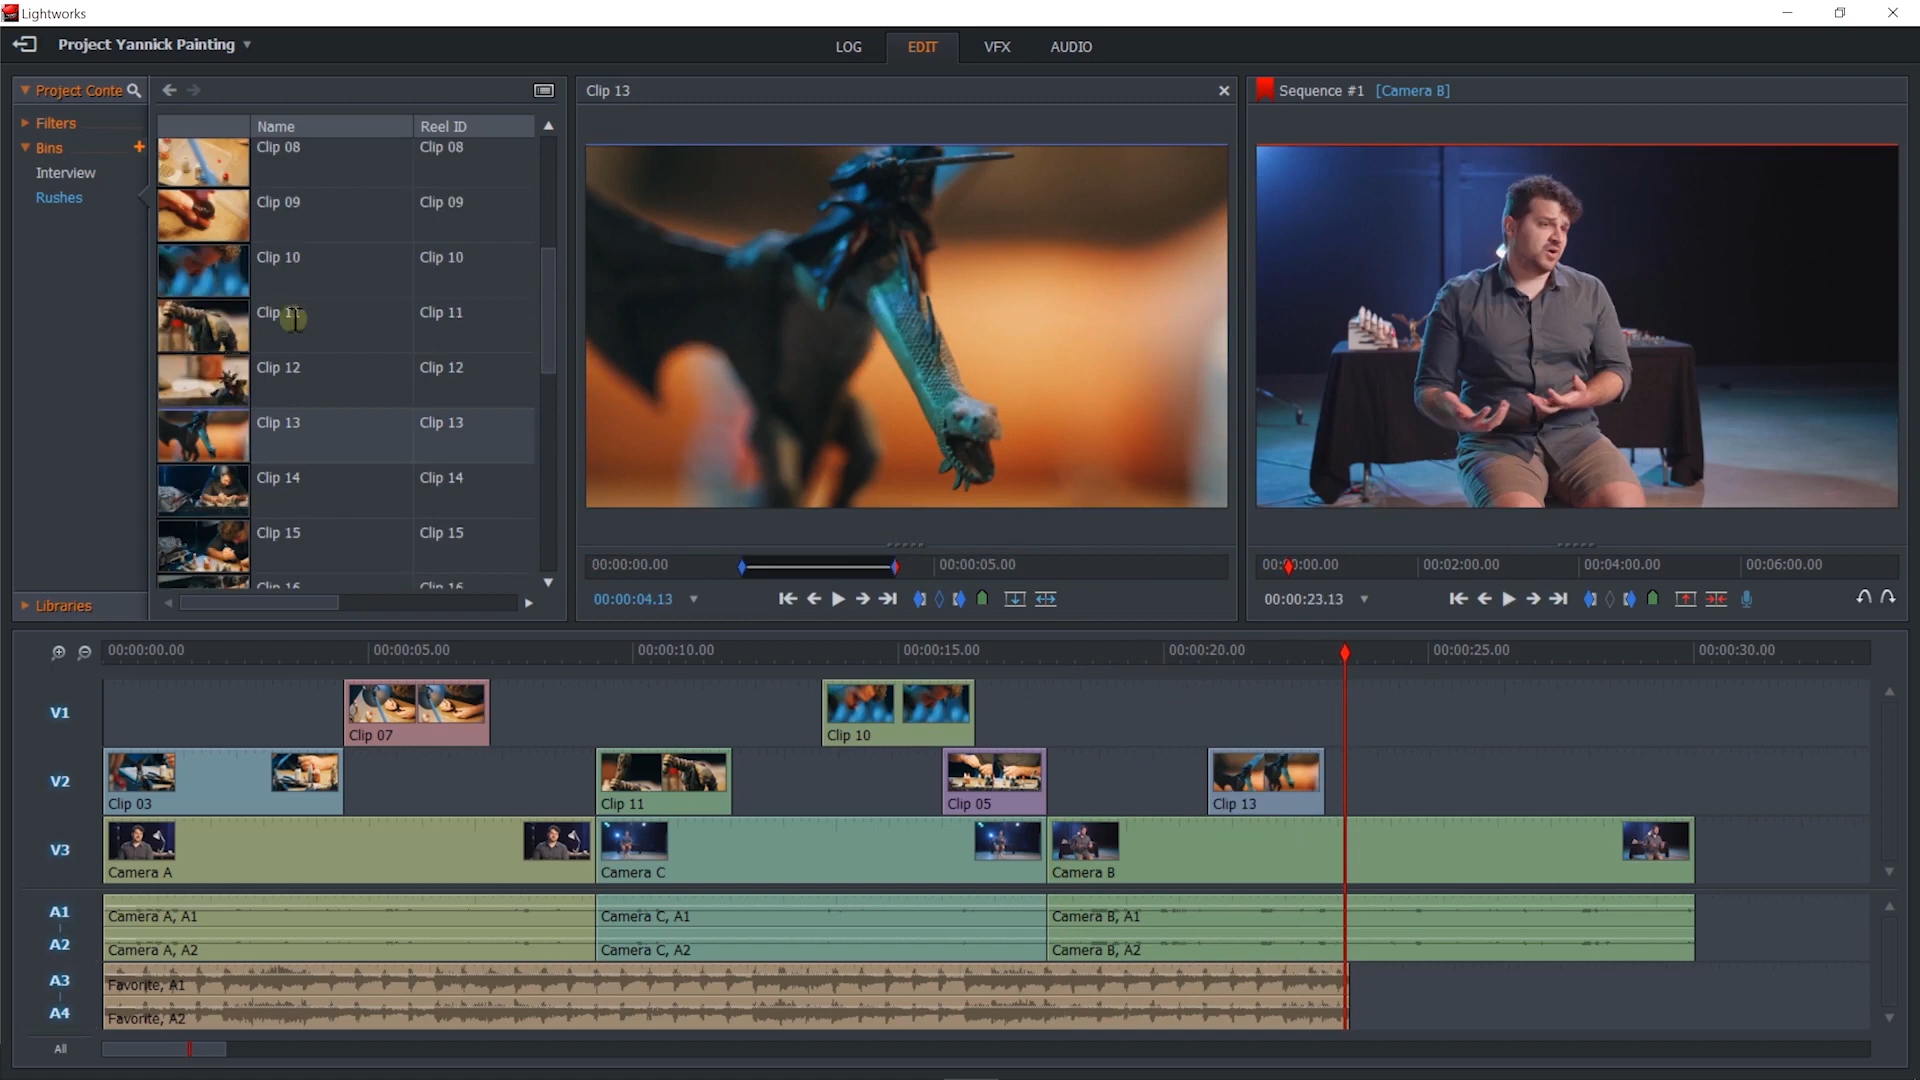 Lightworks
Project Yannick Painting
LOG
EDIT
VFX
AUDIO
Project Conte
Filters
Bins
Interview
Rushes
Libraries
Name
Reel ID
Clip 08
Clip 08
Clip 09
Clip 09
Clip 10
Clip 10
Clip 11
Clip 11
Clip 12
Clip 12
Clip 13
Clip 13
Clip 14
Clip 14
Clip 15
Clip 15
Clip 16
Clip 16
Clip 13
00:00:00.00
00:00:05.00
00:00:04.13
Sequence #1 [Camera B]
00:02:00.00
00:04:00.00
00:06:00.00
00:00:23.13
00:00:00.00
00:00:05.00
00:00:10.00
00:00:15.00
00:00:20.00
00:00:25.00
00:00:30.00
V1
Clip 07
Clip 10
V2
Clip 03
Clip 11
Clip 05
Clip 13
V3
Camera A
Camera C
Camera B
A1
Camera A, A1
Camera C, A1
Camera B, A1
A2
Camera A, A2
Camera C, A2
Camera B, A2
A3
Favorite, A1
A4
Favorite, A2
All